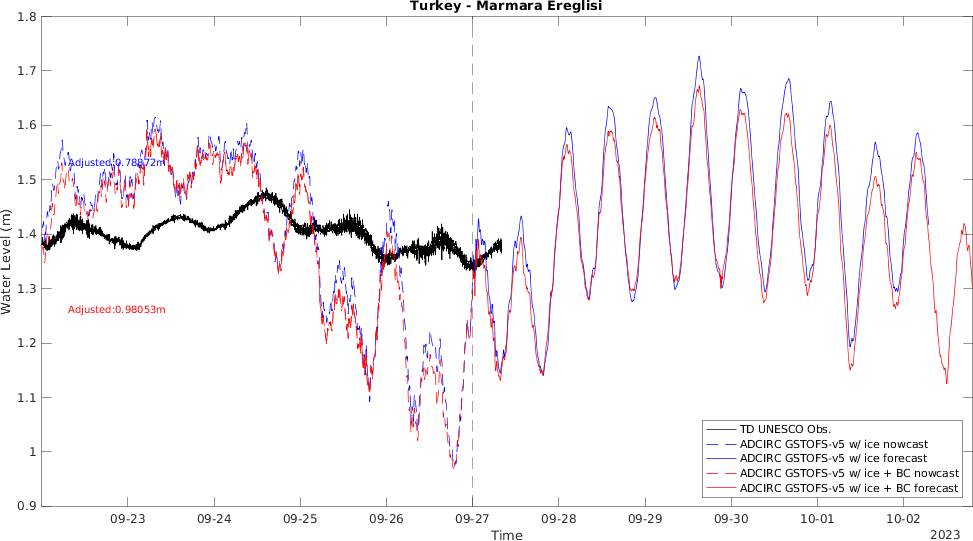 Turkey - Marmara Ereglisi
1.8
1.7
1.6
1.5
1.4
1.3
1.2
1.1
1
0.9
Water Level (m)
Adjusted:0.78872m
Adjusted:0.98053m
TD UNESCO Obs.
ADCIRC GSTOFS-v5 w/ ice nowcast
ADCIRC GSTOFS-v5 w/ ice forecast
ADCIRC GSTOFS-v5 w/ ice + BC nowcast
ADCIRC GSTOFS-v5 w/ ice + BC forecast
09-23 09-24 09-25 09-26 09-27 09-28 09-29 09-30 10-01 10-02
Time
2023